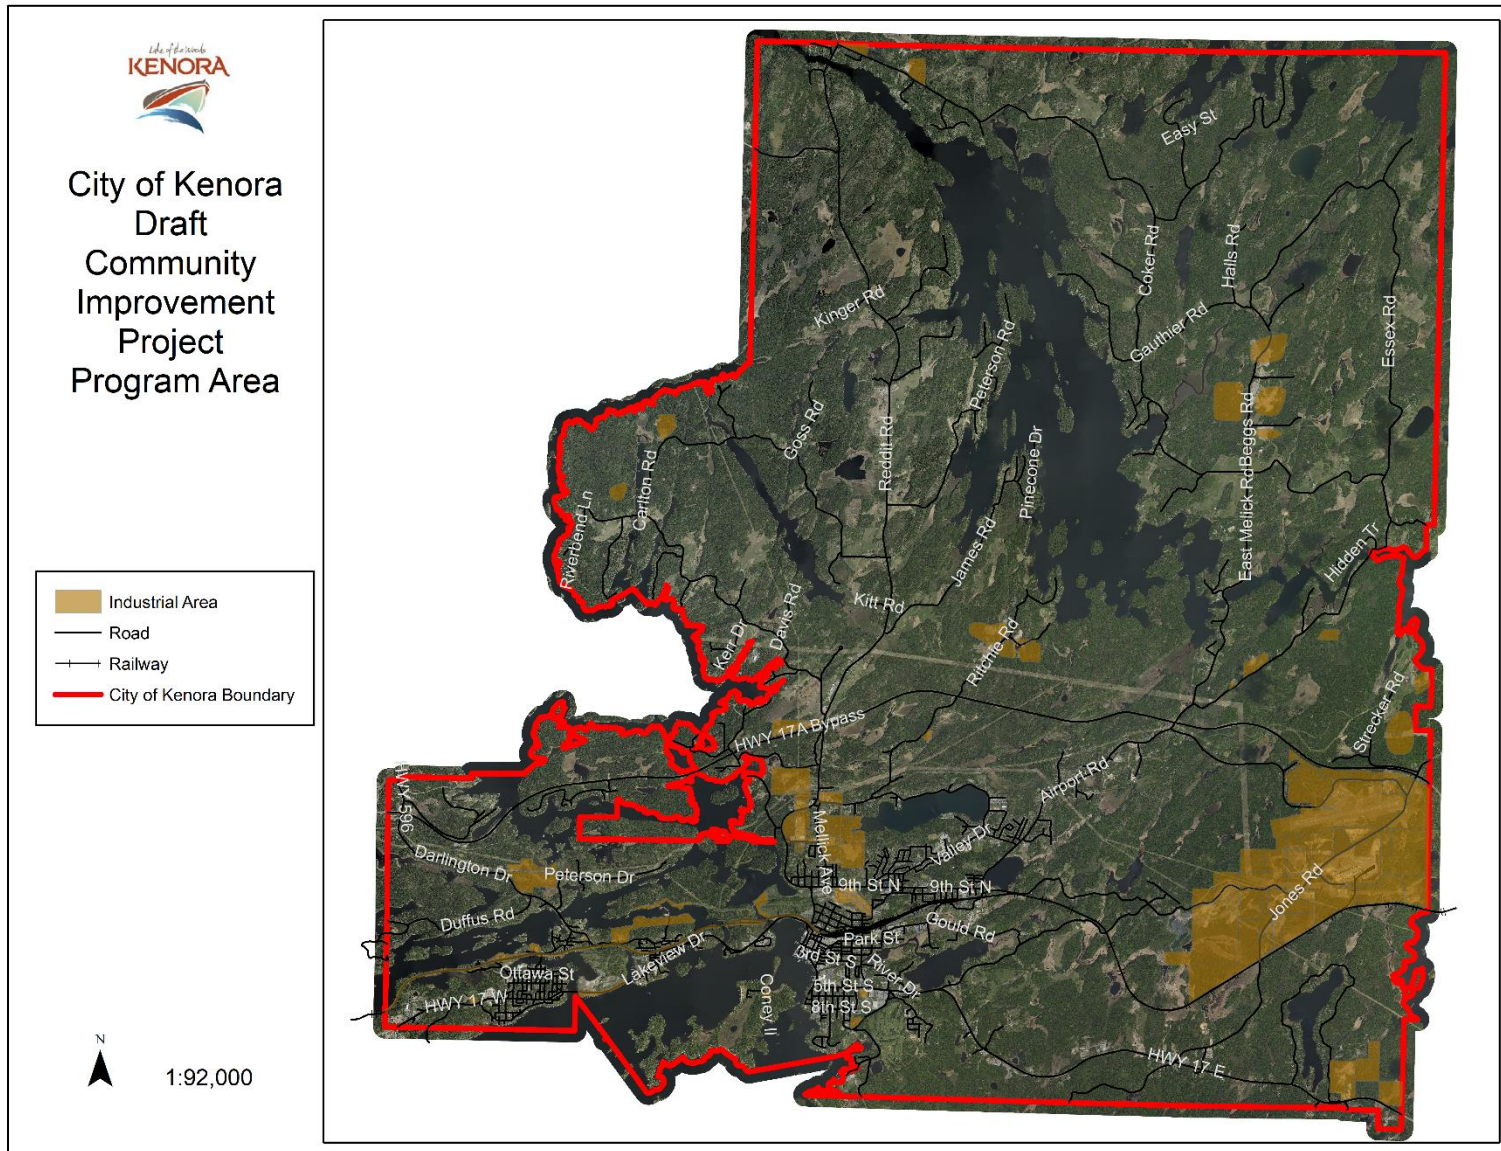 Lake of the Woods
KENORA
City of Kenora
Draft
Community
Improvement
Project
Program Area
Industrial Area
Road
Railway
City of Kenora Boundary
N
1:92,000
Easy St
Coker Rd
Halls Rd
Kinger Rd
Gauthier Rd
Essex Rd
Peterson Rd
Goss Rd
Reddit Rd
Beggs Rd
Carlton Rd
Pinecone Dr
Riverbend Ln
East Melick Rd
Hidden Tr
James Rd
Kitt Rd
Davis Rd
Kerr Dr
Ritchie Rd
Strecker Rd
HWY 17A Bypass
HWY 596
Airport Rd
Mellick Ave
Valley Dr
Darlington Dr
Peterson Dr
9th St N
9th St N
Jones Rd
Duffus Rd
Gould Rd
Park St
Lakeview Dr
3rd St S
River Dr
Ottawa St
5th St S
HWY 17 W
Coney Il
8th St S
HWY 17 E